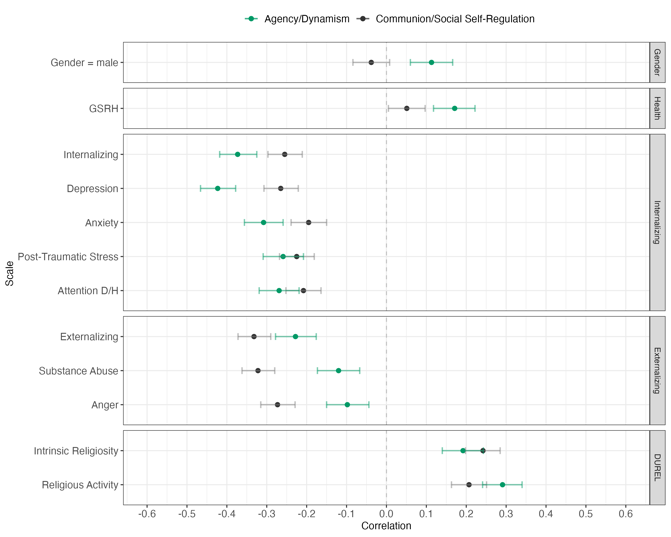 Agency/Dynamism Communion/Social Self-Regulation
Gender = male
Gender
GSRH
Health
Internalizing
Depression
Anxiety
Post-Traumatic Stress
Attention D/H
Internalizing
Externalizing
Substance Abuse
Anger
Externalizing
Intrinsic Religiosity
Religious Activity
DUREL
Scale
-0.6 -0.5 -0.4 -0.3 -0.2 -0.1 0.0 0.1 0.2 0.3 0.4 0.5 0.6
Correlation